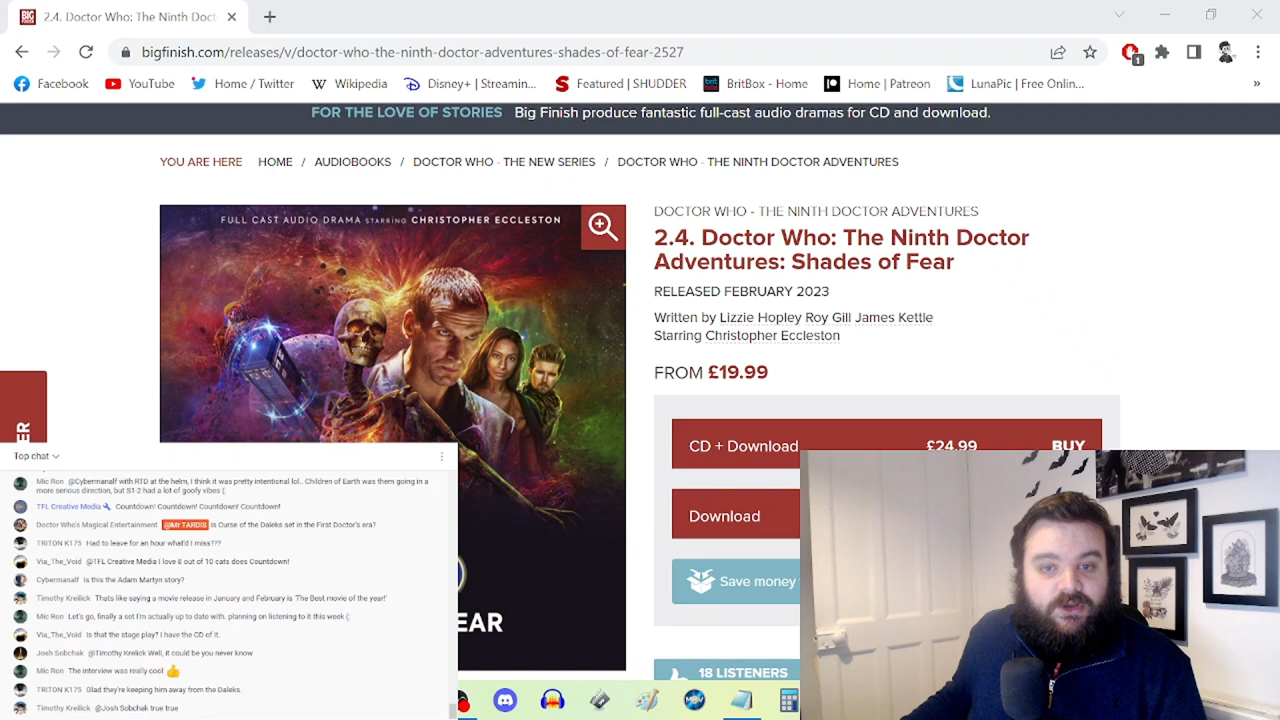 BIG FINISH
2.4. Doctor Who: The Ninth Doct
bigfinish.com/releases/v/doctor-who-the-ninth-doctor-adventures-shades-of-fear-2527
1
Facebook YouTube Home / Twitter Wikipedia Disney+ | Streamin... Featured | SHUDDER BritBox - Home Home | Patreon LunaPic | Free Onlin... »
FOR THE LOVE OF STORIES Big Finish produce fantastic full-cast audio dramas for CD and download.
YOU ARE HERE HOME / AUDIOBOOKS / DOCTOR WHO - THE NEW SERIES / DOCTOR WHO - THE NINTH DOCTOR ADVENTURES
FULL CAST AUDIO DRAMA STARRING CHRISTOPHER ECCLESTON
DOCTOR WHO - THE NINTH DOCTOR ADVENTURES
2.4. Doctor Who: The Ninth Doctor
Adventures: Shades of Fear
RELEASED FEBRUARY 2023
Written by Lizzie Hopley Roy Gill James Kettle
Starring Christopher Eccleston
FROM £19.99
CD + Download £24.99 BUY
Download
Save money
18 LISTENERS
ER
EAR
Top chat
Mic Ron @Cybermanalf with RTD at the helm, I think it was pretty intentional lol.. Children of Earth was them going in a
more serious direction, but S1-2 had a lot of goofy vibes (:
TFL Creative Media Countdown! Countdown! Countdown! Countdown!
Doctor Who's Magical Entertainment @Mr TARDIS is Curse of the Daleks set in the First Doctor's era?
TRITON K175 Had to leave for an hour what'd I miss???
Via_The_Void @TFL Creative Media I love 8 out of 10 cats does Countdown!
Cybermanalf Is this the Adam Martyn story?
Timothy Kreilick Thats like saying a movie release in January and February is 'The Best movie of the year!'
Mic Ron Let's go, finally a set I'm actually up to date with, planning on listening to it this week (:
Via_The_Void Is that the stage play? I have the CD of it.
Josh Sobchak @Timothy Krelick Well, it could be you never know
Mic Ron The interview was really cool 👍
TRITON K175 Glad they're keeping him away from the Daleks.
Timothy Kreilick @Josh Sobchak true true